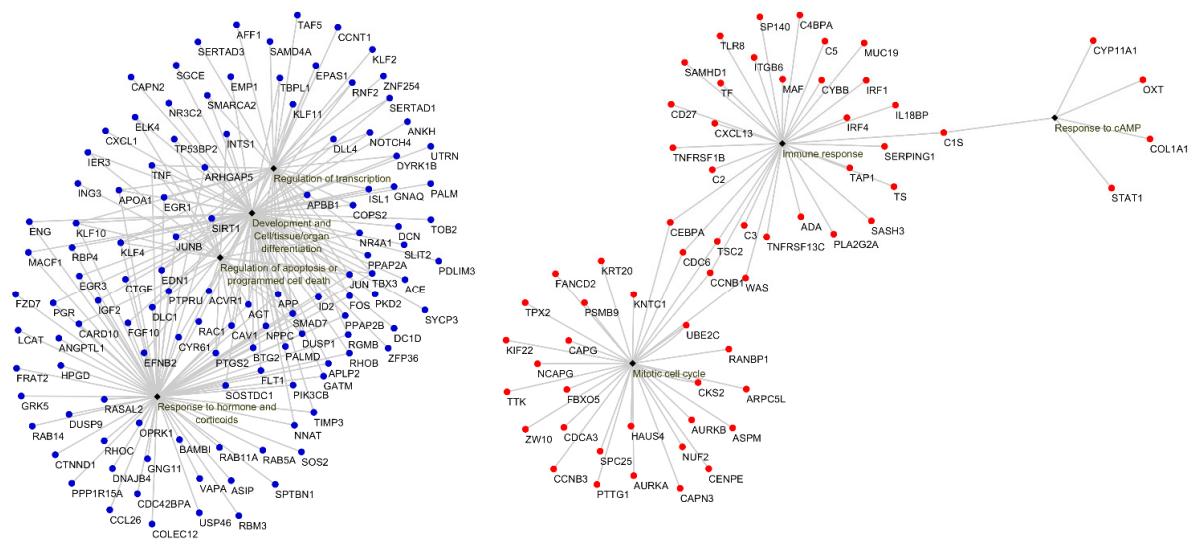 TAF5
AFF1
CCNT1
SERTAD3
SAMD4A
KLF2
SGCE
EPAS1
CAPN2
EMP1
TBPL1
RNF2
ZNF254
SMARCA2
SERTAD1
NR3C2
KLF11
ELK4
ANKH
CXCL1
INTS1
TP53BP2
DLL4
NOTCH4
UTRN
IER3
TNF
ARHGAP5
DYRK1B
Regulation of transcription
ING3
APOA1
EGR1
APBB1
ISL1
GNAQ
PALM
COPS2
ENG
KLF10
SIRT1
Development and
Cell/tissue/organ
differentiation
DCN
TOB2
KLF4
JUNB
NR4A1
SLIT2
MACF1
RBP4
Regulation of apoptosis or
programmed cell death
PPAP2A
PDLIM3
EGR3
CTGF
EDN1
JUN
TBX3
ACE
FZD7
PGR
IGF2
PTPRU
ACVR1
APP
ID2
FOS
PKD2
DLC1
AGT
SMAD7
SYCP3
LCAT
CARD10
FGF10
RAC1
CAV1
NPPC
PPAP2B
DC1D
ANGPTL1
CYR61
DUSP1
RGMB
ZFP36
EFNB2
PTGS2
BTG2
PALMD
RHOB
FRAT2
HPGD
FLT1
APLP2
GATM
SOSTDC1
PIK3CB
GRK5
RASAL2
Response to hormone and
corticoids
TIMP3
DUSP9
RAB14
OPRK1
NNAT
RHOC
BAMBI
RAB11A
RAB5A
SOS2
CTNND1
GNG11
DNAJB4
VAPA
ASIP
SPTBN1
PPP1R15A
CDC42BPA
CCL26
USP46
RBM3
COLEC12
SP140
C4BPA
TLR8
C5
MUC19
ITGB6
CYP11A1
SAMHD1
TF
MAF
CYBB
IRF1
OXT
CD27
IL18BP
CXCL13
IRF4
Response to cAMP
C1S
TNFRSF1B
Immune response
SERPING1
COL1A1
C2
TAP1
TS
STAT1
CEBPA
C3
ADA
SASH3
TSC2
TNFRSF13C
PLA2G2A
CDC6
KRT20
FANCD2
CCNB1
WAS
TPX2
PSMB9
KNTC1
UBE2C
KIF22
CAPG
RANBP1
NCAPG
Mitotic cell cycle
TTK
FBXO5
CKS2
ARPC5L
ZW10
CDCA3
HAUS4
AURKB
ASPM
SPC25
NUF2
CCNB3
CENPE
PTTG1
AURKA
CAPN3